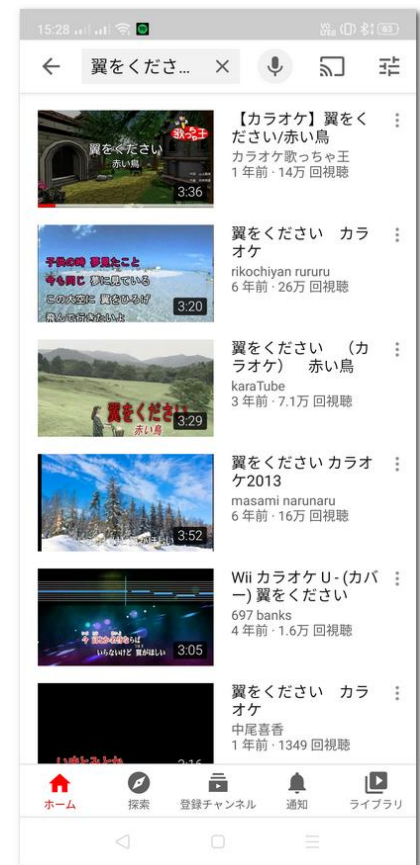 15:28
63
翼をくださ...
翼をください
赤い鳥
歌っちゃ王
3:36
【カラオケ】翼をく
ださい/赤い鳥
カラオケ歌っちゃ王
1 年前・14万 回視聴
子供の時 夢見たこと
今も同じ 夢に見ている
この大空に 翼をひろげ
飛んで行きたいよ
3:20
翼をください カラ
オケ
rikochiyan rururu
6 年前・26万 回視聴
翼をください
赤い鳥
3:29
翼をください （カ
ラオケ） 赤い鳥
karaTube
3 年前・7.1万 回視聴
3:52
翼をください カラオ
ケ2013
masami narunaru
6 年前・16万 回視聴
いらないけど 翼がほしい
3:05
Wii カラオケ U - (カバ
ー) 翼をください
697 banks
4 年前・1.6万 回視聴
翼をください カラ
オケ
中尾喜香
1 年前・1349 回視聴
ホーム
探索
登録チャンネル
通知
ライブラリ